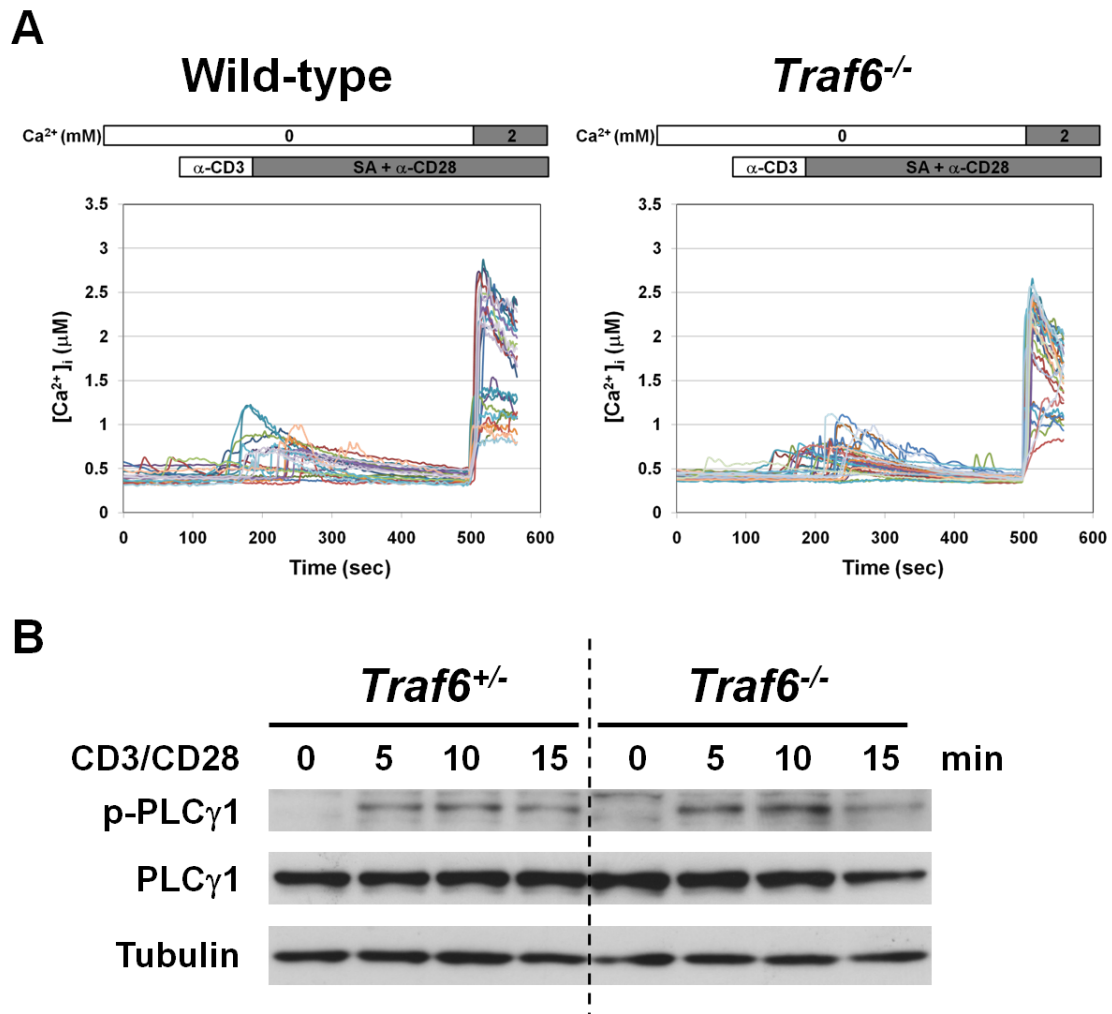 A
Wild-type Traf6-/-
Ca2+ (mM) 0 2 Ca2+ (mM) 0 2
α-CD3 SA + α-CD28 α-CD3 SA + α-CD28
3.5 3.5
3 3
2.5 2.5
2 2
1.5 1.5
1 1
0.5 0.5
0 0
[Ca2+]i (μM) [Ca2+]i (μM)
0 100 200 300 400 500 600 0 100 200 300 400 500 600
Time (sec) Time (sec)
B
Traf6+/- Traf6-/-
CD3/CD28 0 5 10 15 0 5 10 15 min
p-PLCγ1
PLCγ1
Tubulin